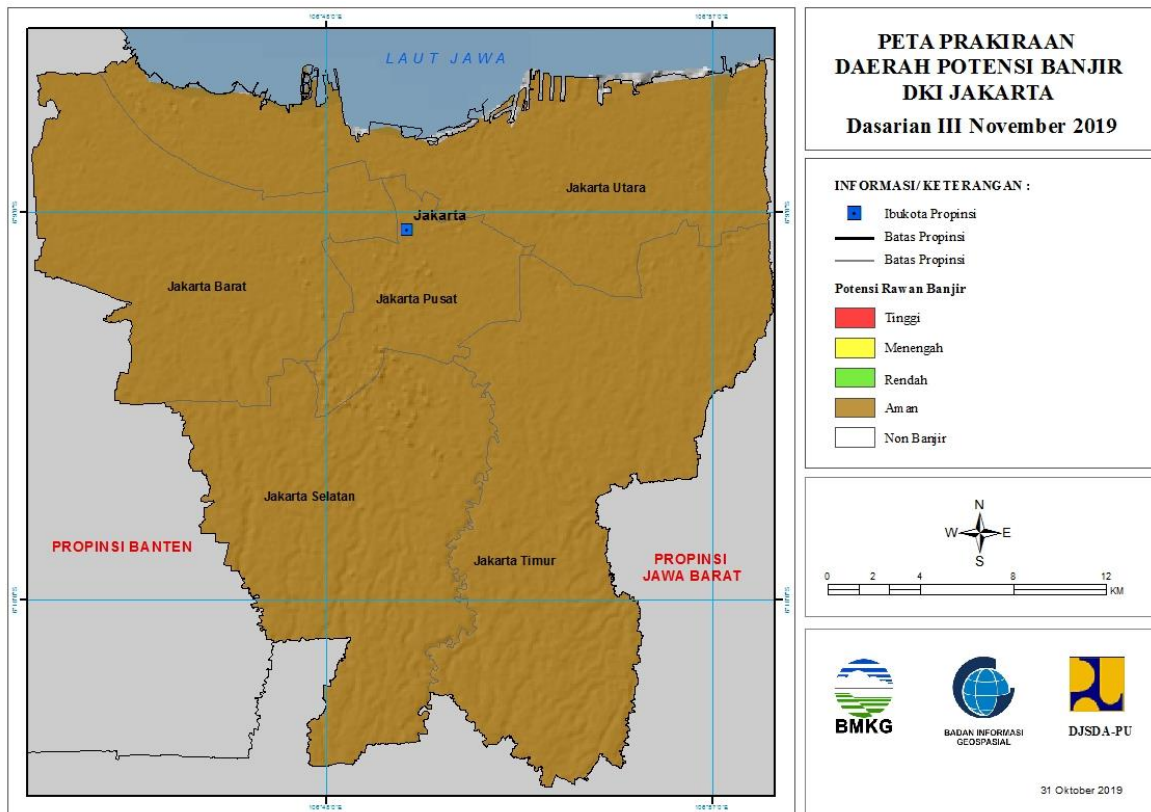 LAUT JAWA
Jakarta Utara
Jakarta
Jakarta Barat
Jakarta Pusat
Jakarta Selatan
PROPINSI BANTEN
Jakarta Timur
PROPINSI
JAWA BARAT
PETA PRAKIRAAN
DAERAH POTENSI BANJIR
DKI JAKARTA
Dasarian III November 2019
INFORMASI/KETERANGAN :
Ibukota Propinsi
Batas Propinsi
Batas Propinsi
Potensi Rawan Banjir
Tinggi
Menengah
Rendah
Aman
Non Banjir
N
W E
S
0 2 4 8 12
KM
BMKG
BADAN INFORMASI
GEOSPASIAL
DJSDA-PU
31 Oktober 2019